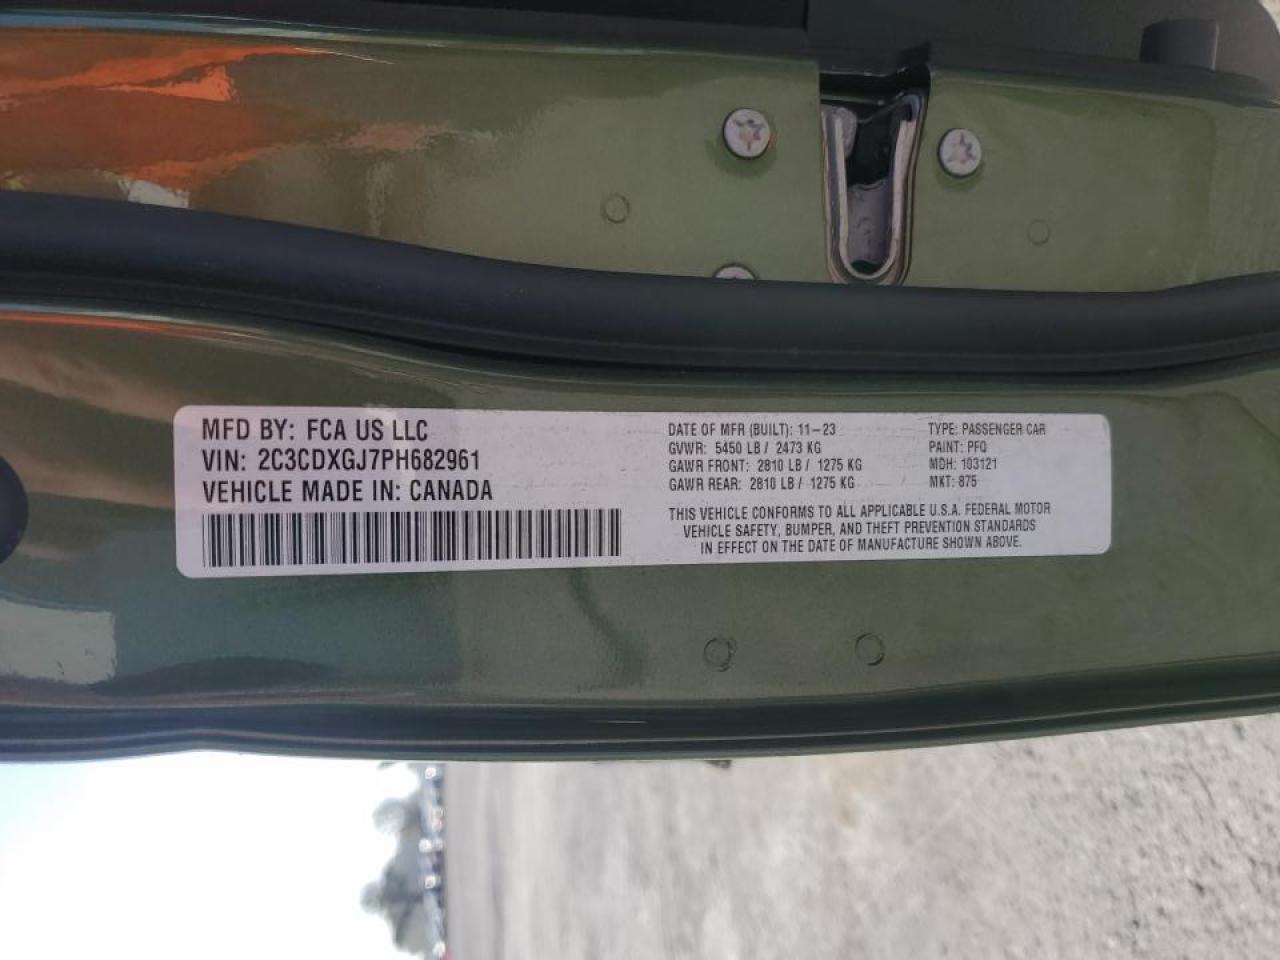 MFD BY: FCA US LLC
VIN: 2C3CDXGJ7PH682961
VEHICLE MADE IN: CANADA
DATE OF MFR (BUILT): 11-23
GVWR: 5450 LB / 2473 KG
GAWR FRONT: 2810 LB / 1275 KG
GAWR REAR: 2810 LB / 1275 KG
TYPE: PASSENGER CAR
PAINT: PFQ
MDH: 103121
MKT: 875
THIS VEHICLE CONFORMS TO ALL APPLICABLE U.S.A. FEDERAL MOTOR
VEHICLE SAFETY, BUMPER, AND THEFT PREVENTION STANDARDS
IN EFFECT ON THE DATE OF MANUFACTURE SHOWN ABOVE.